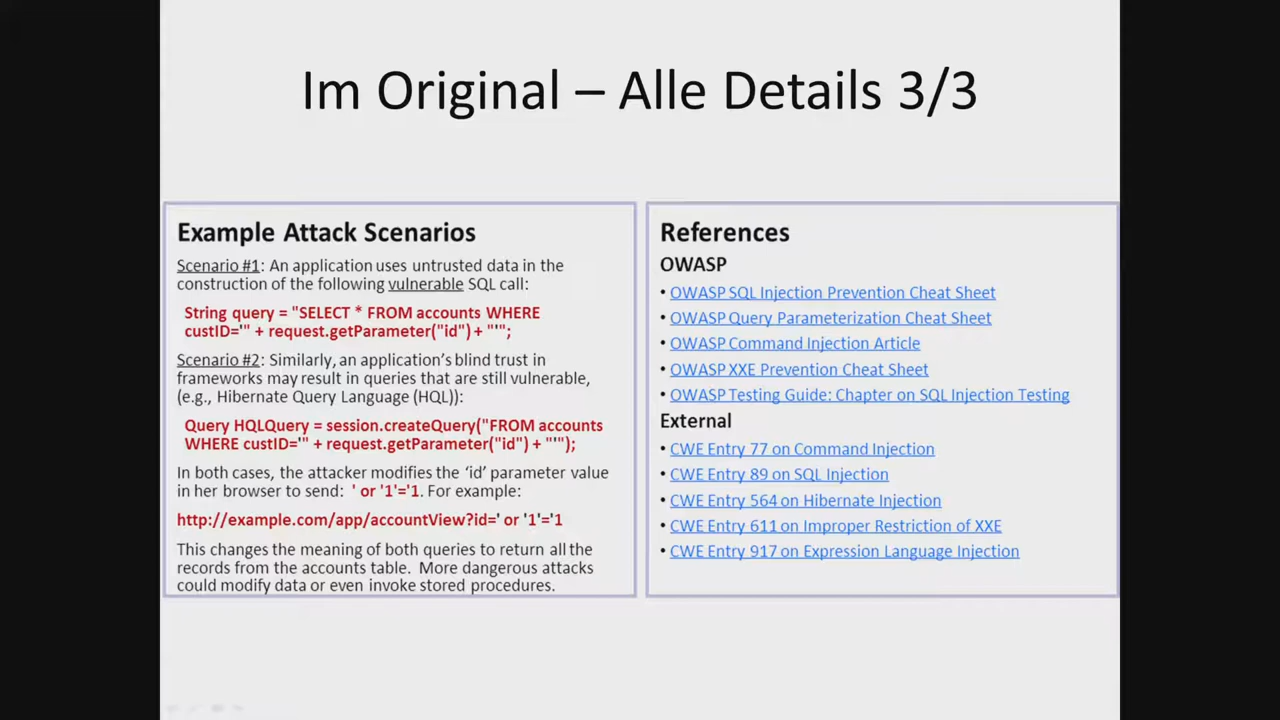 Im Original – Alle Details 3/3
Example Attack Scenarios
Scenario #1: An application uses untrusted data in the
construction of the following vulnerable SQL call:
String query = "SELECT * FROM accounts WHERE
custID='" + request.getParameter("id") + "'";
Scenario #2: Similarly, an application’s blind trust in
frameworks may result in queries that are still vulnerable,
(e.g., Hibernate Query Language (HQL)):
Query HQLQuery = session.createQuery("FROM accounts
WHERE custID='" + request.getParameter("id") + "'");
In both cases, the attacker modifies the ‘id’ parameter value
in her browser to send: ' or '1'='1. For example:
http://example.com/app/accountView?id=' or '1'='1
This changes the meaning of both queries to return all the
records from the accounts table. More dangerous attacks
could modify data or even invoke stored procedures.
References
OWASP
• OWASP SQL Injection Prevention Cheat Sheet
• OWASP Query Parameterization Cheat Sheet
• OWASP Command Injection Article
• OWASP XXE Prevention Cheat Sheet
• OWASP Testing Guide: Chapter on SQL Injection Testing
External
• CWE Entry 77 on Command Injection
• CWE Entry 89 on SQL Injection
• CWE Entry 564 on Hibernate Injection
• CWE Entry 611 on Improper Restriction of XXE
• CWE Entry 917 on Expression Language Injection